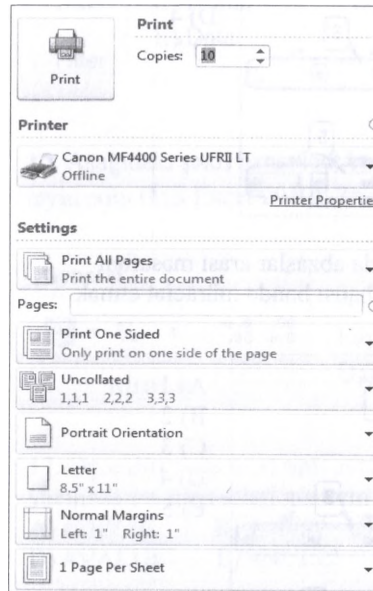 Print
Copies: 10
Print
Printer
Canon MF4400 Series UFRII LT
Offline
Printer Propertie
Settings
Print All Pages
Print the entire document
Pages:
Print One Sided
Only print on one side of the page
Uncollated
1,1,1 2,2,2 3,3,3
Portrait Orientation
Letter
8.5" x 11"
Normal Margins
Left: 1" Right: 1"
1 Page Per Sheet